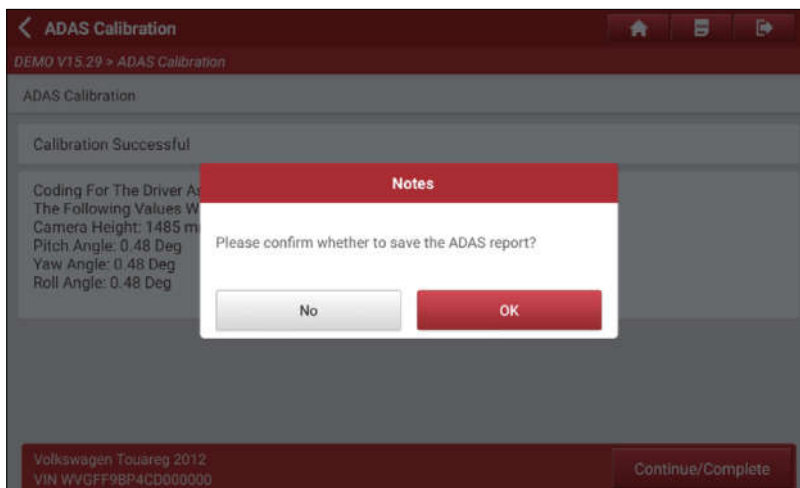 ADAS Calibration
DEMO V15.29 > ADAS Calibration
ADAS Calibration
Calibration Successful
Coding For The Driver
The Following Values
Camera Height: 1485
Pitch Angle: 0.48 Deg
Yaw Angle: 0.48 Deg
Roll Angle: 0.48 Deg
Notes
Please confirm whether to save the ADAS report?
No
OK
Volkswagen Touareg 2012
VIN WVGFF9BP4CD000000
Continue/Complete